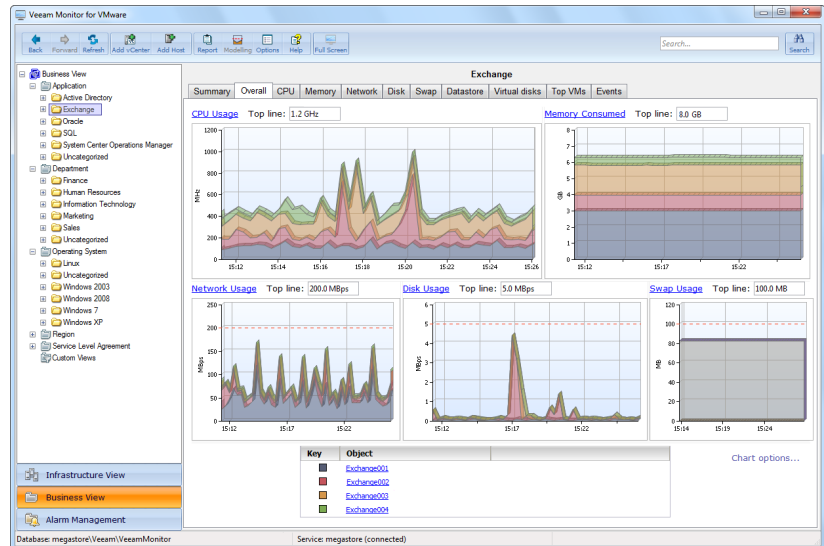 Veeam Monitor for VMware
Back Forward Refresh Add vCenter Add Host Report Modelling Options Help Full Screen Search... Search
Business View
Application
Active Directory
Exchange
Oracle
SQL
System Center Operations Manager
Uncategorized
Department
Finance
Human Resources
Information Technology
Marketing
Sales
Uncategorized
Operating System
Linux
Uncategorized
Windows 2003
Windows 2008
Windows 7
Windows XP
Region
Service Level Agreement
Custom Views
Infrastructure View
Business View
Alarm Management
Exchange
Summary Overall CPU Memory Network Disk Swap Datastore Virtual disks Top VMs Events
CPU Usage Top line: 1.2 GHz
1200
1000
800
600
400
200
0
MHz
15:12 15:14 15:16 15:18 15:20 15:22 15:24 15:26
Memory Consumed Top line: 8.0 GB
8
7
6
5
4
3
2
1
0
GB
15:12 15:17 15:22
Network Usage Top line: 200.0 MBps
250
200
150
100
50
0
MBps
15:12 15:17 15:22
Disk Usage Top line: 5.0 MBps
6
5
4
3
2
1
0
MBps
15:12 15:17 15:22
Swap Usage Top line: 100.0 MB
120
100
80
60
40
20
0
MB
15:14 15:19 15:24
Key Object
Exchange001
Exchange002
Exchange003
Exchange004
Chart options...
Database: megastore\Veeam\VeeamMonitor Service: megastore (connected)